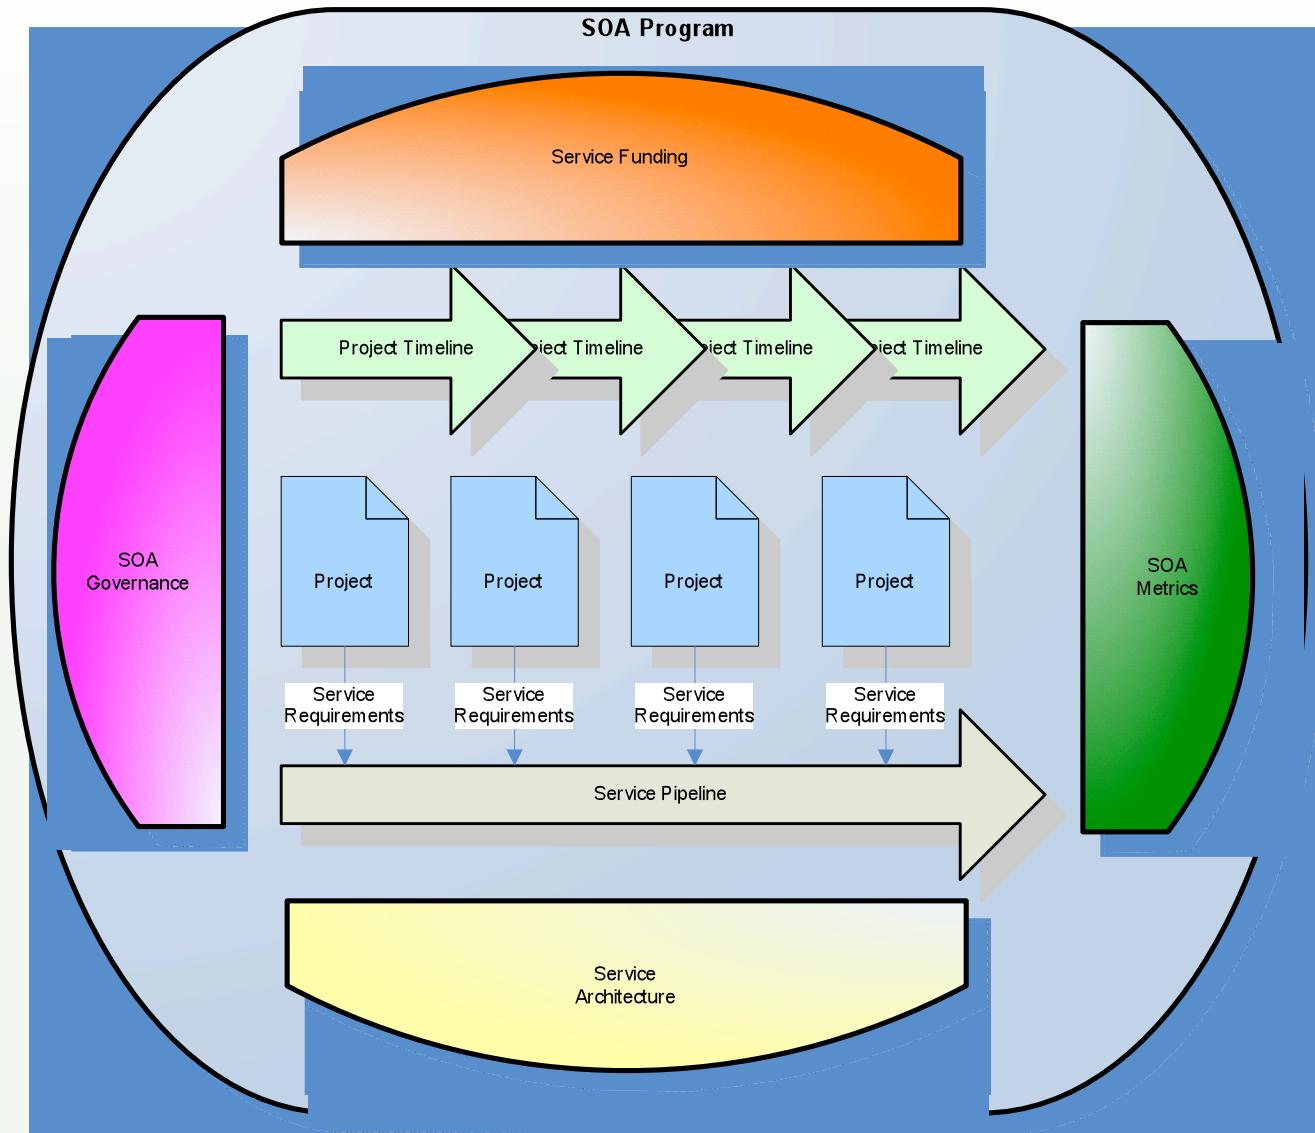 SOA Program
Service Funding
Project Timeline
Timeline
Timeline
Timeline
SOA
Governance
Project
Project
Project
Project
SOA
Metrics
Service
Requirements
Service
Requirements
Service
Requirements
Service
Requirements
Service Pipeline
Service
Architecture